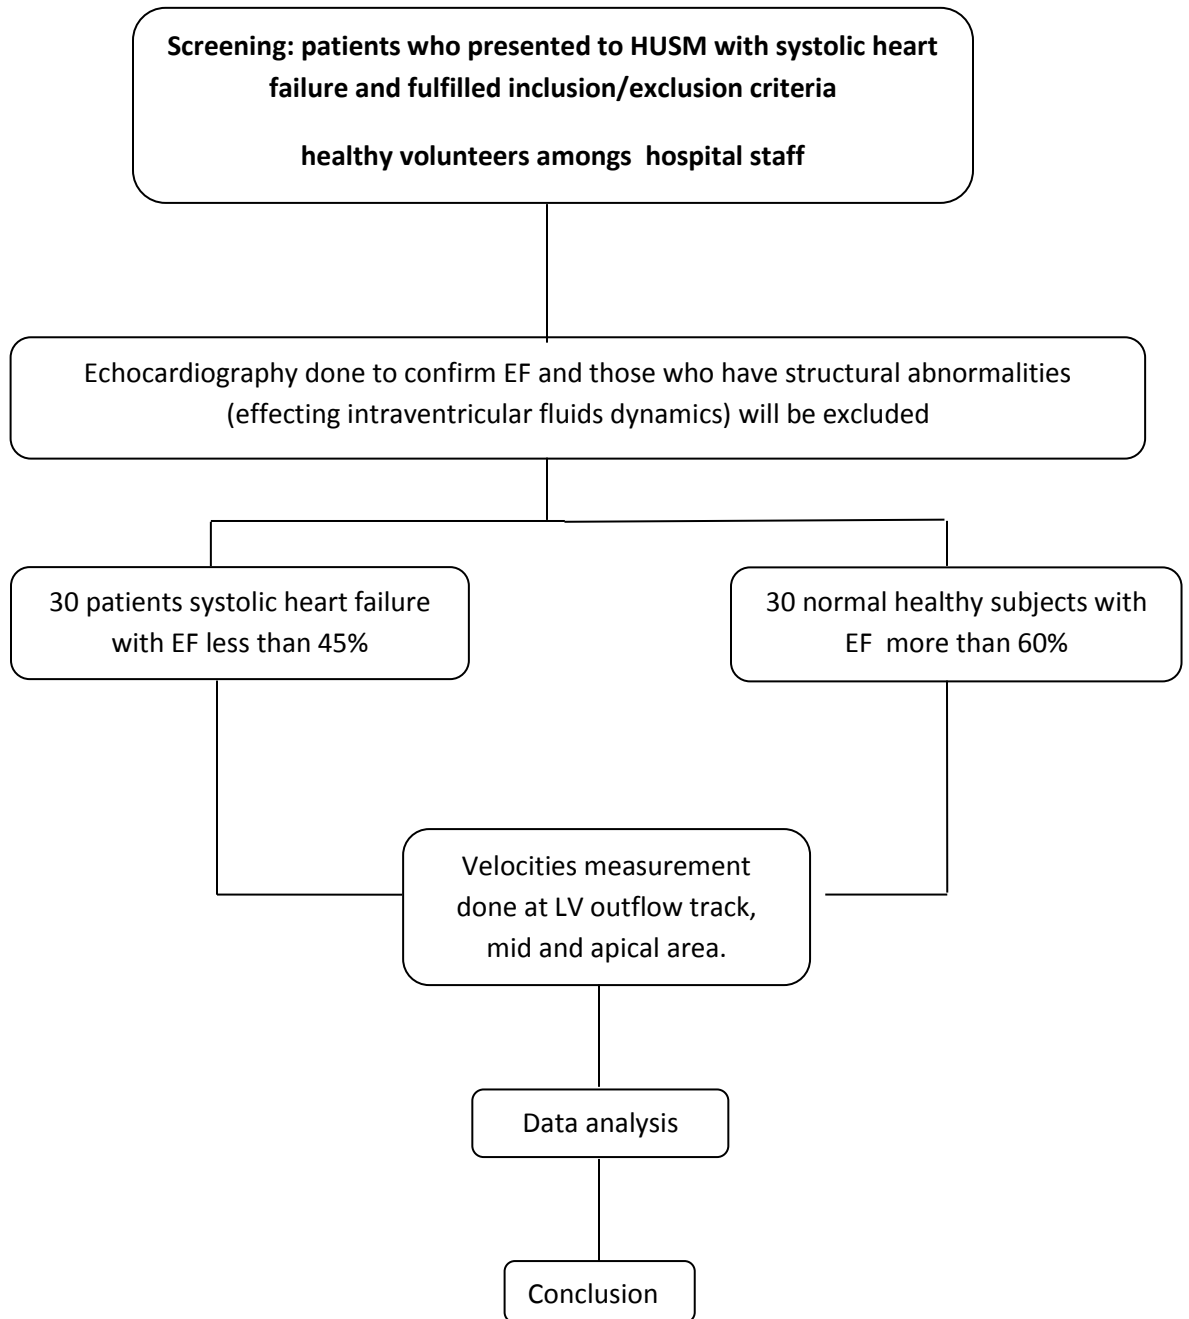 Screening: patients who presented to HUSM with systolic heart
failure and fulfilled inclusion/exclusion criteria
healthy volunteers amongs hospital staff
Echocardiography done to confirm EF and those who have structural abnormalities
(effecting intraventricular fluids dynamics) will be excluded
30 patients systolic heart failure
with EF less than 45%
30 normal healthy subjects with
EF more than 60%
Velocities measurement
done at LV outflow track,
mid and apical area.
Data analysis
Conclusion